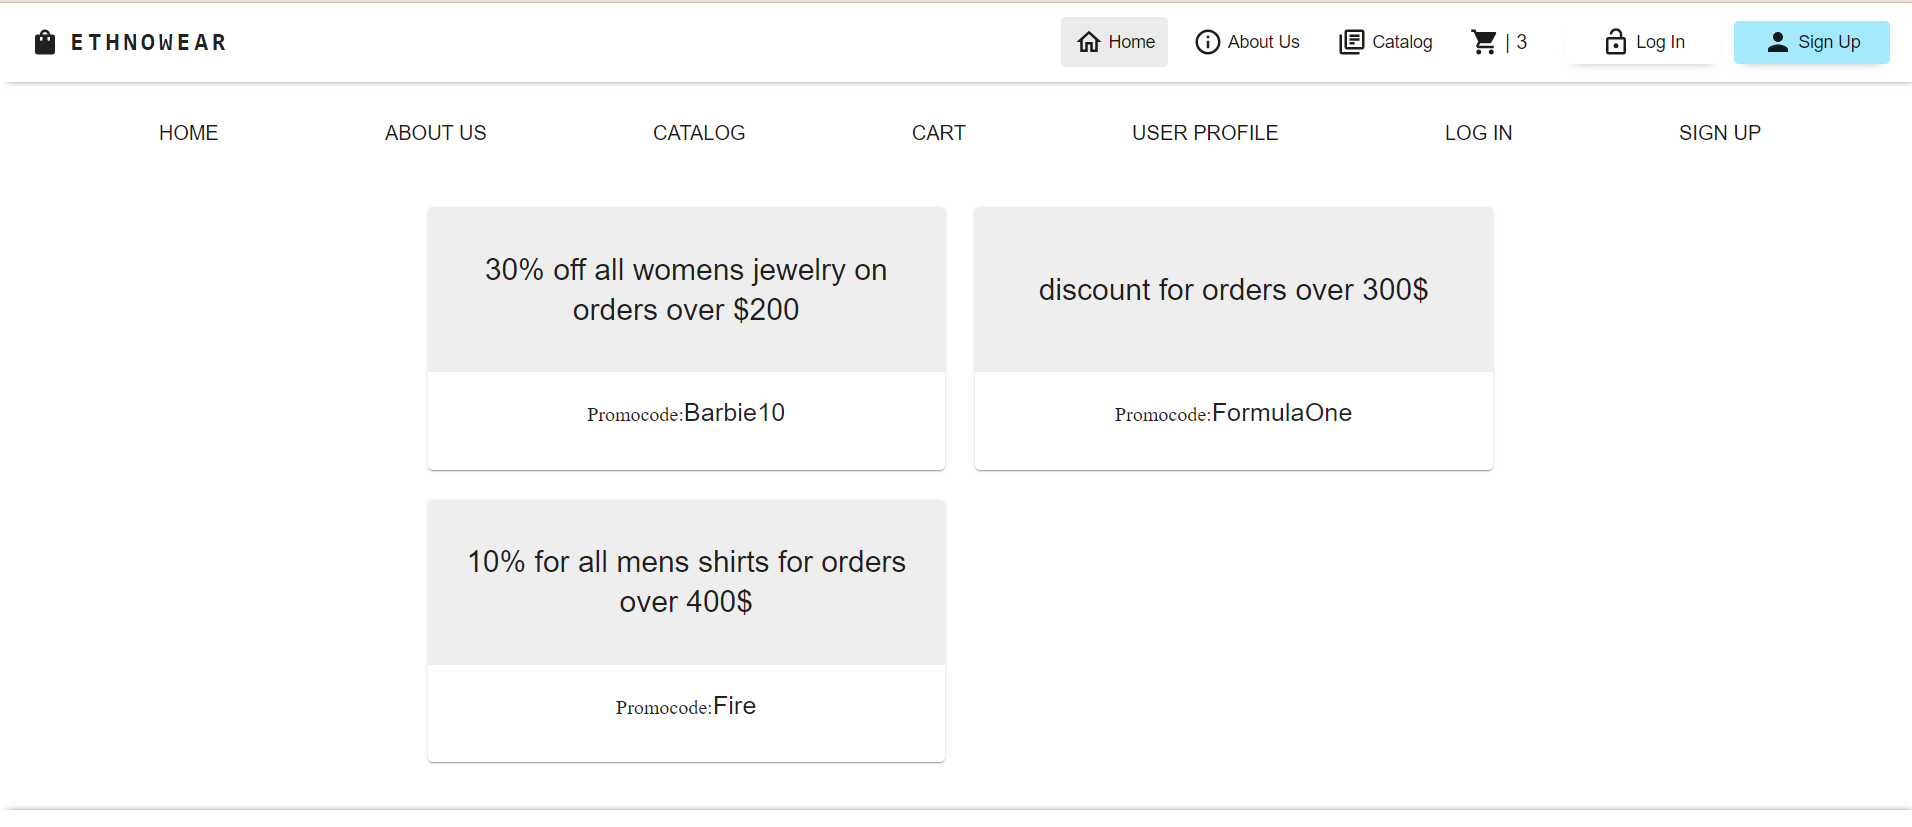 ETHNOWEAR
Home About Us Catalog | 3 Log In Sign Up
HOME ABOUT US CATALOG CART USER PROFILE LOG IN SIGN UP
30% off all womens jewelry on
orders over $200
Promocode:Barbie10
discount for orders over 300$
Promocode:FormulaOne
10% for all mens shirts for orders
over 400$
Promocode:Fire